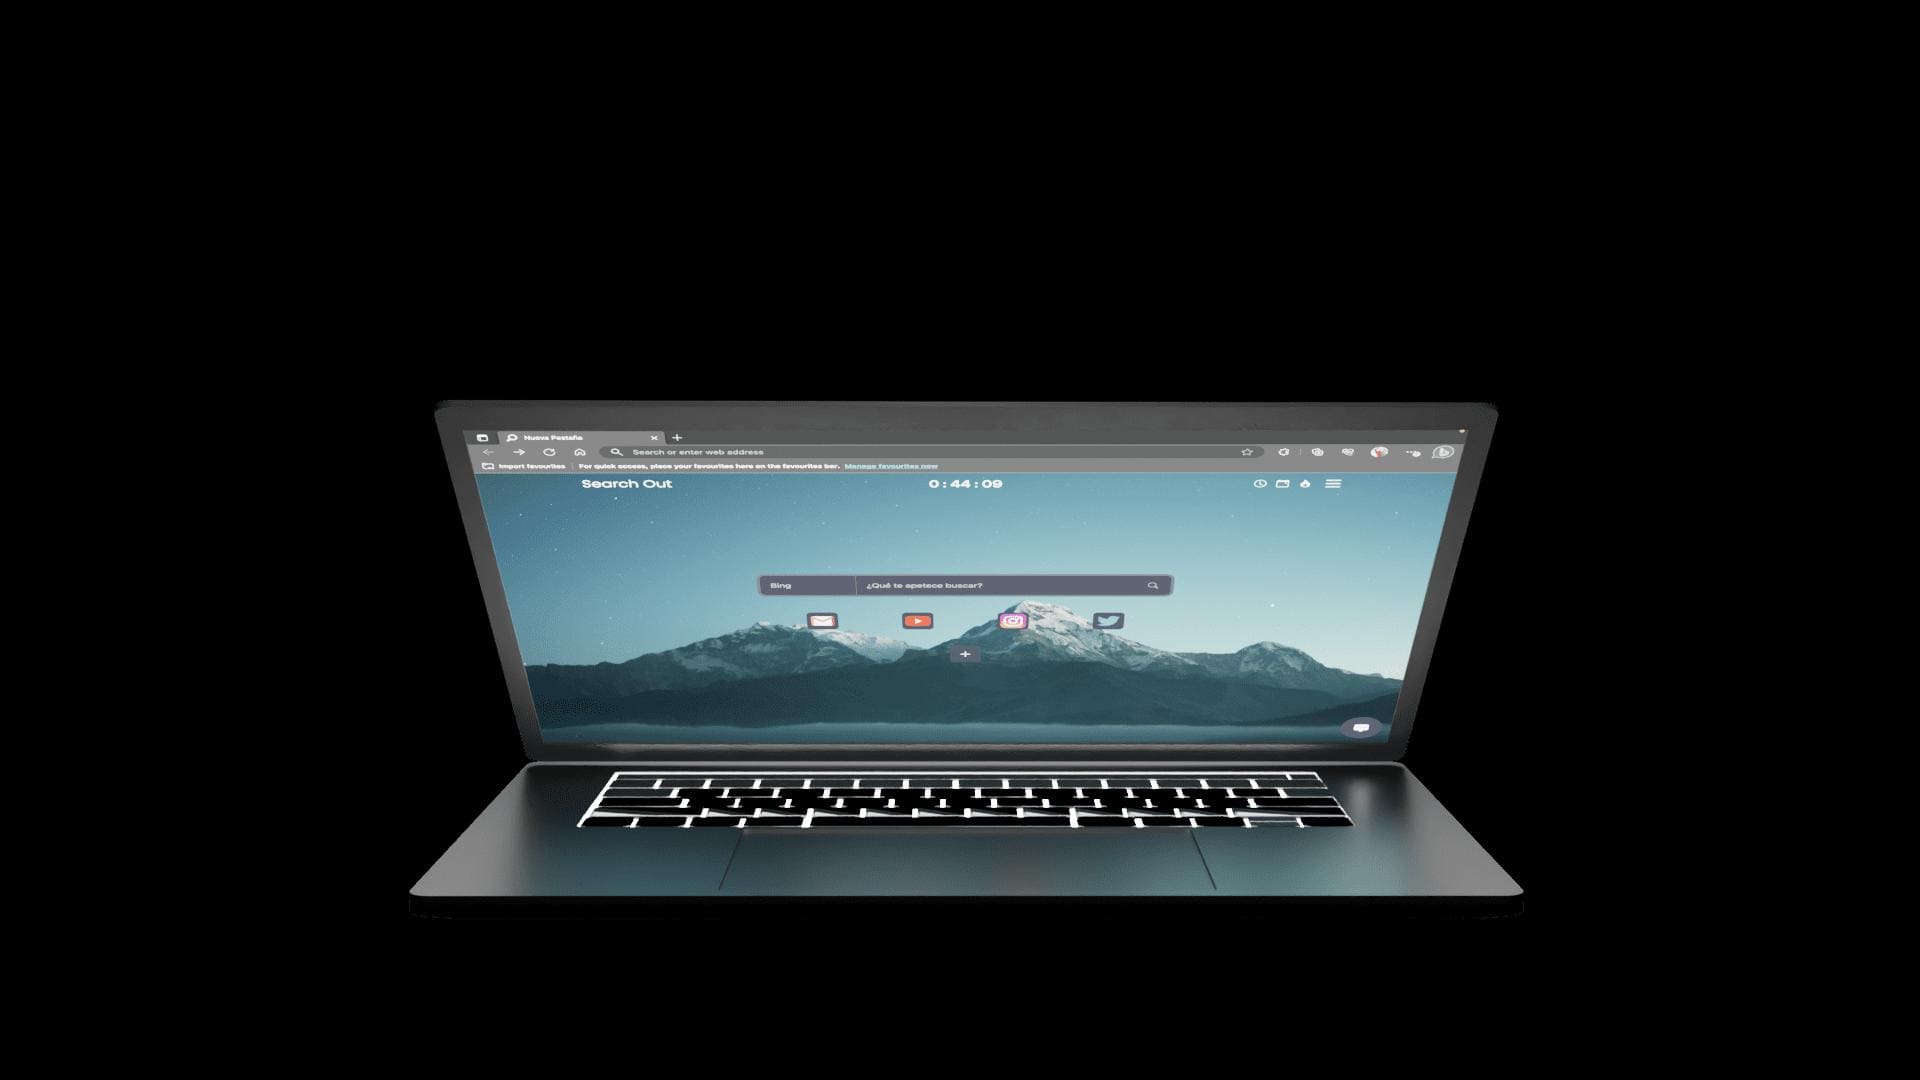 Nueva Pestaña
Search or enter web address
Import favourites For quick access, place your favourites here on the favourites bar. Manage favourites now
Search Out 0:44:09
Bing ¿Qué te apetece buscar?